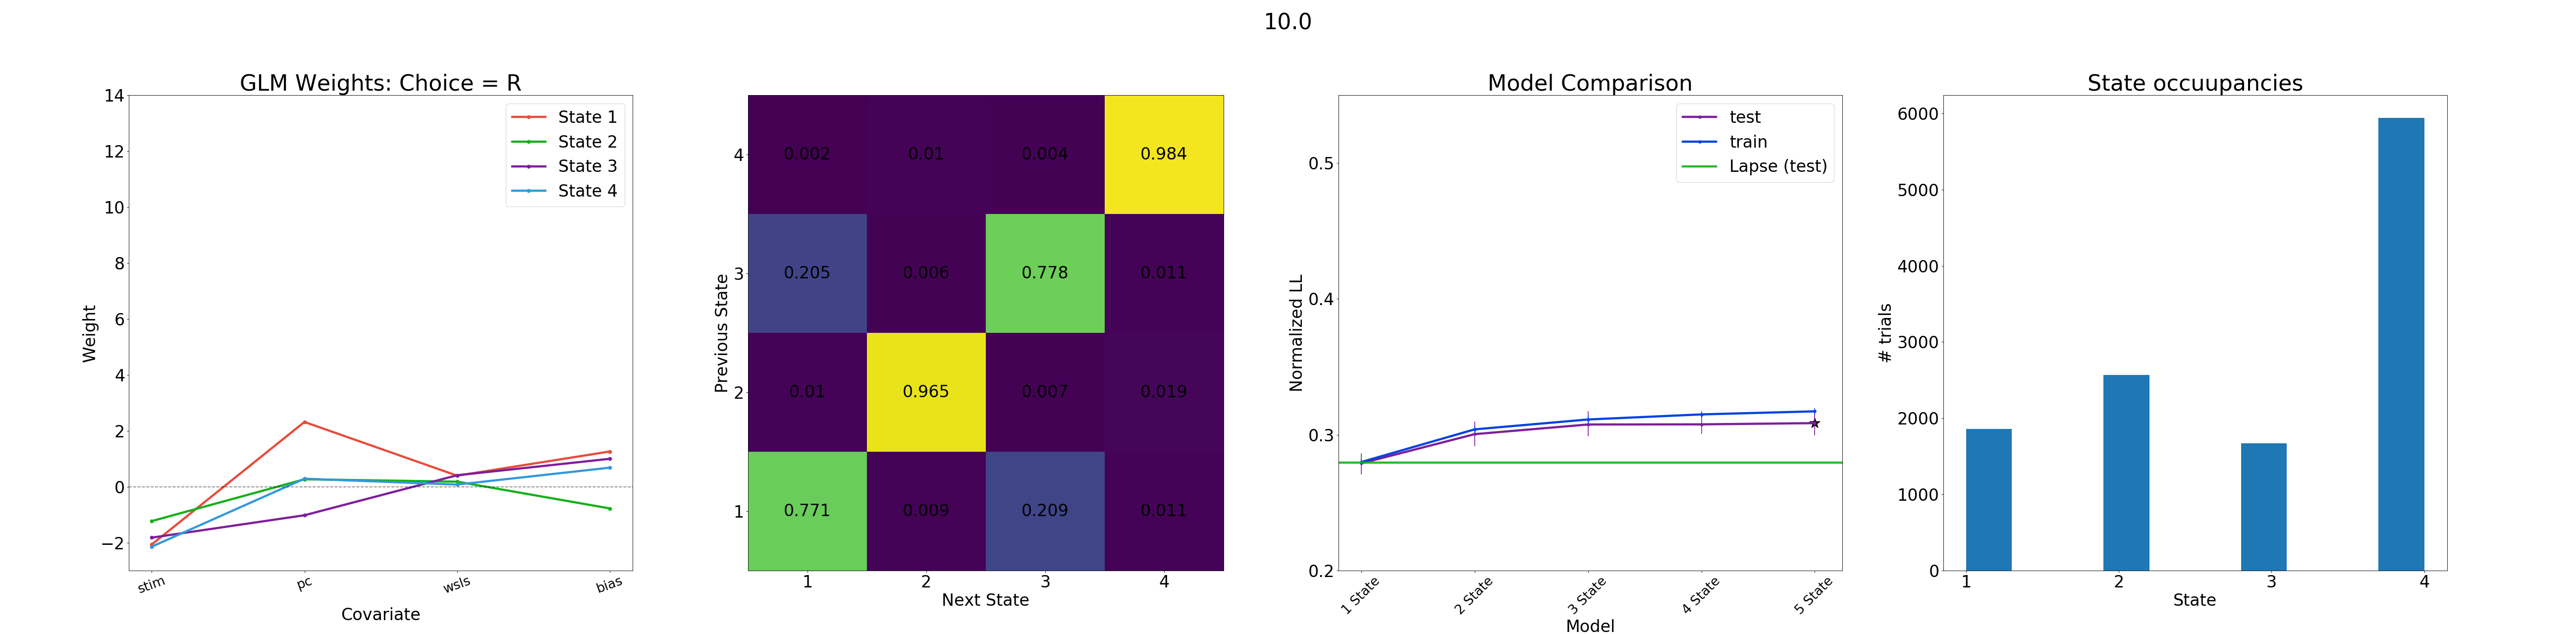 10.0
GLM Weights: Choice = R
14
12
10
8
6
4
2
0
−2
Weight
State 1
State 2
State 3
State 4
stim
pc
wsls
bias
Covariate
Previous State
4
3
2
1
0.002 0.01 0.004 0.984
0.205 0.006 0.778 0.011
0.01 0.965 0.007 0.019
0.771 0.009 0.209 0.011
1 2 3 4
Next State
Model Comparison
Normalized LL
0.5
0.4
0.3
0.2
test
train
Lapse (test)
1 State
2 State
3 State
4 State
5 State
Model
State occuupancies
# trials
6000
5000
4000
3000
2000
1000
0
1 2 3 4
State